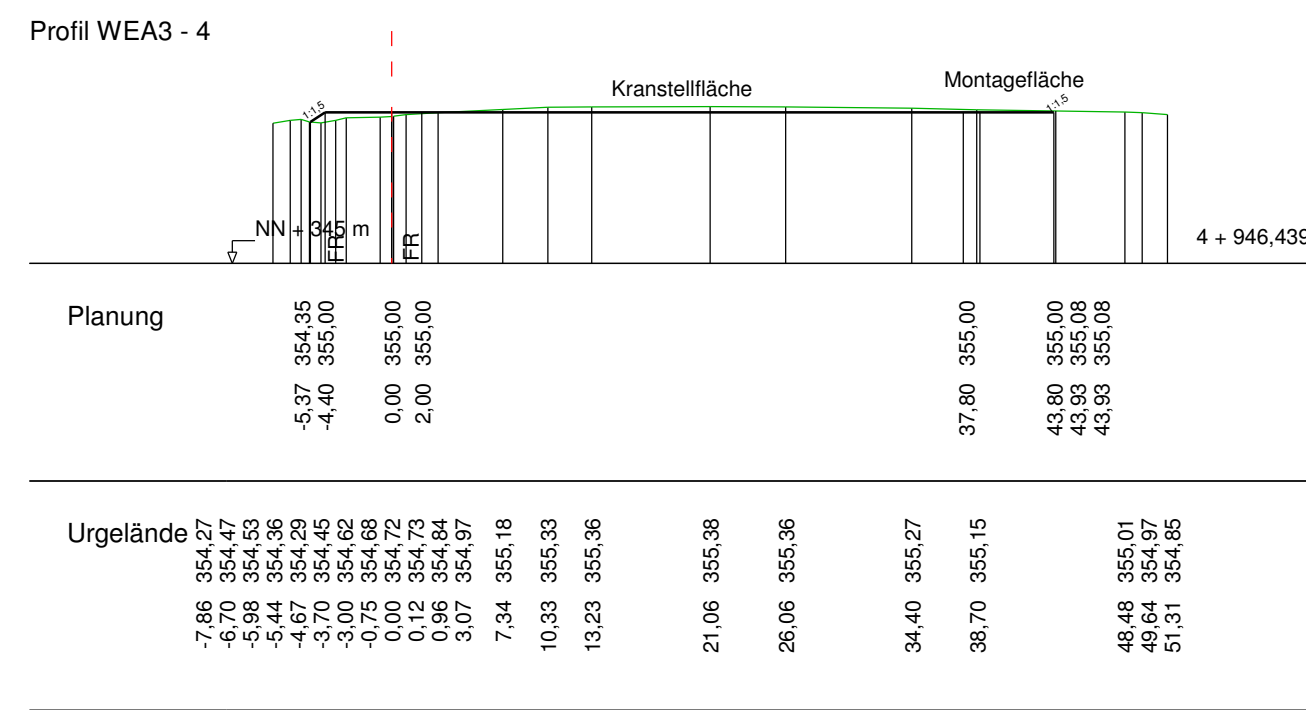 Profil WEA3 - 4
Kranstellfläche
Montagefläche
1:1,5
1:1,5
NN + 345 m
FR
FR
4 + 946,439
Planung
354,35 355,00 355,00 355,00 355,00 355,00 355,08 355,08
-5,37 -4,40 0,00 2,00 37,80 43,80 43,93 43,93
Urgelände
354,27 354,47 354,53 354,36 354,29 354,45 354,62 354,68 354,72 354,73 354,84 354,97 355,18 355,33 355,36 355,38 355,36 355,27 355,15 355,01 354,97 354,85
-7,86 -6,70 -5,98 -5,44 -4,67 -3,70 -3,00 -0,75 0,00 0,12 0,96 3,07 7,34 10,33 13,23 21,06 26,06 34,40 38,70 48,48 49,64 51,31